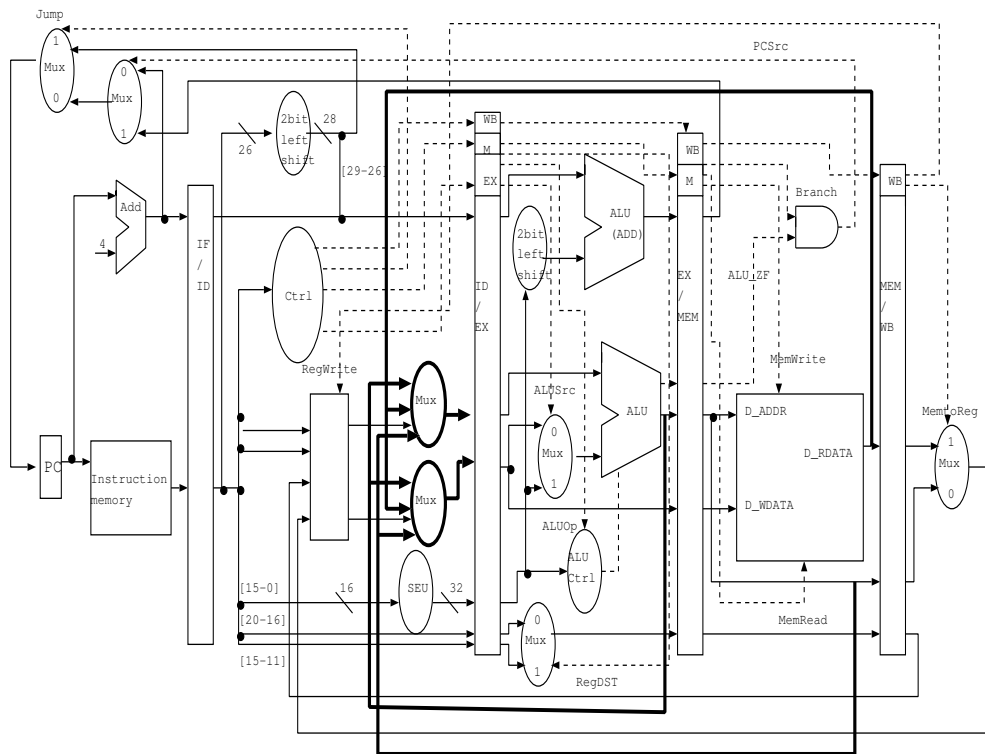 Jump
1
Mux
0
0
Mux
1
PCSrc
26
2bit
left
shift
28
[29-26]
WB
M
EX
WB
M
WB
Add
4
IF
/
ID
Ctrl
2bit
left
shift
ALU
(ADD)
Branch
ID
/
EX
EX
/
MEM
ALU_ZF
MEM
/
WB
RegWrite
Mux
ALUSrc
0
Mux
1
ALU
MemWrite
D_ADDR
D_RDATA
D_WDATA
MemtoReg
1
Mux
0
PC
Instruction
memory
Mux
ALUOp
ALU
Ctrl
[15-0]
16
SEU
32
[20-16]
[15-11]
0
Mux
1
RegDST
MemRead